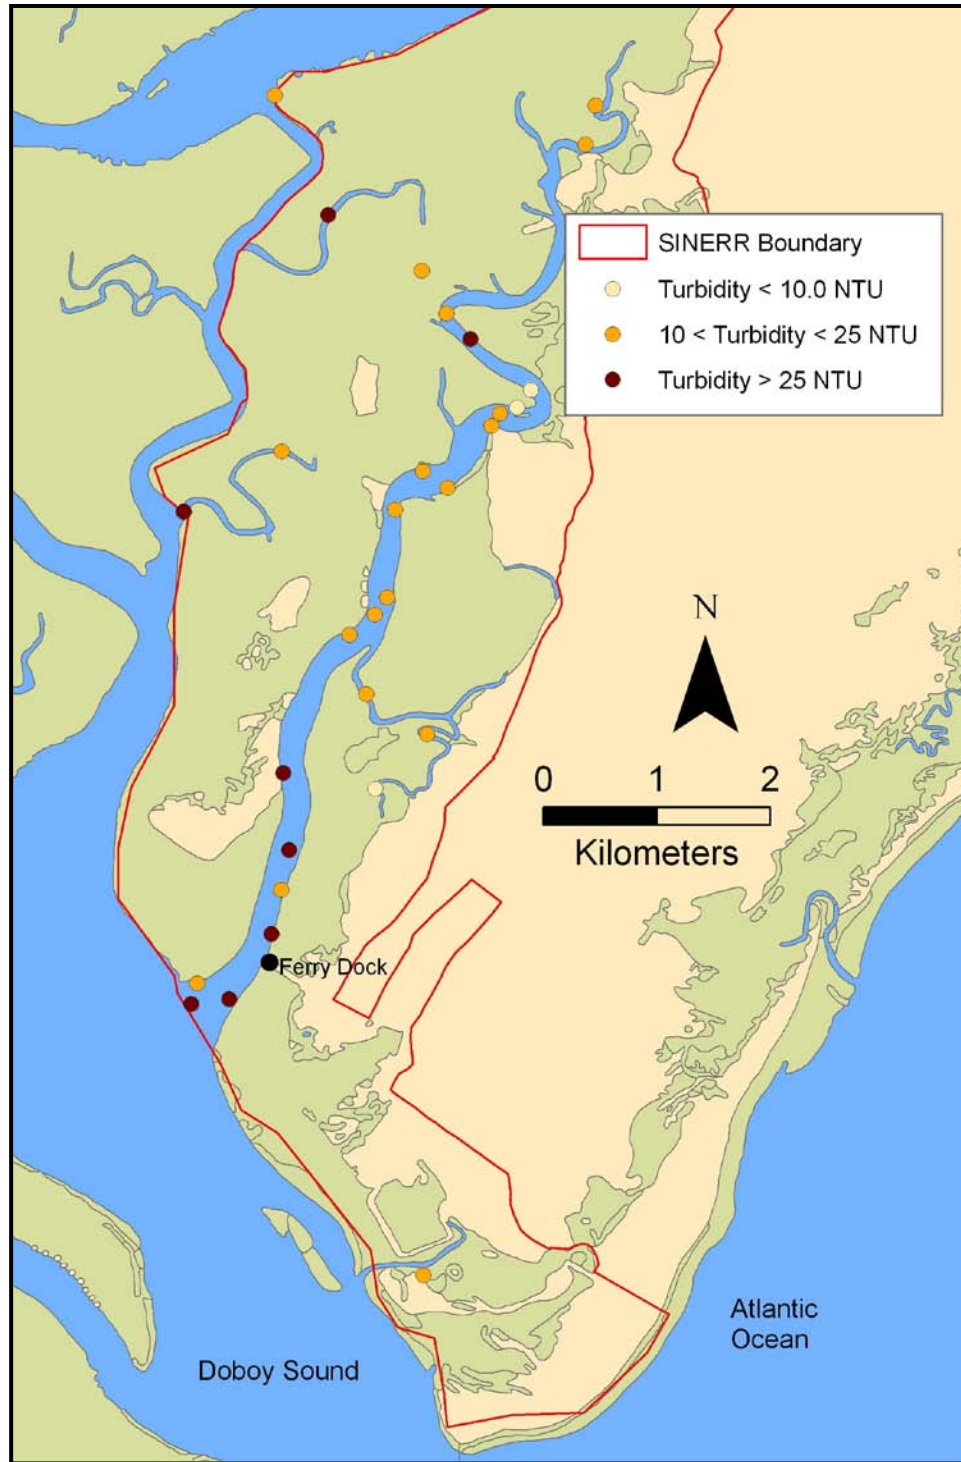 SINERR Boundary
Turbidity < 10.0 NTU
10 < Turbidity < 25 NTU
Turbidity > 25 NTU
N
0 1 2
Kilometers
Ferry Dock
Atlantic
Ocean
Doboy Sound